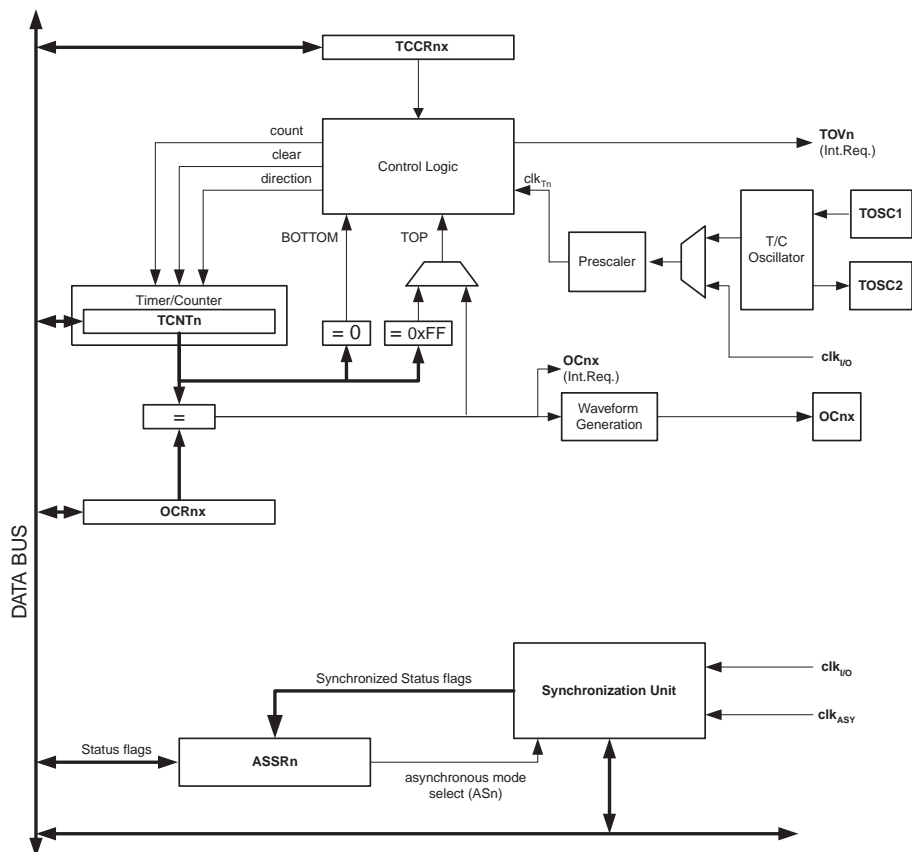 TCCRnx
count
clear
direction
Control Logic
TOVn
(Int.Req.)
clkTn
BOTTOM
TOP
Prescaler
T/C
Oscillator
TOSC1
TOSC2
Timer/Counter
TCNTn
= 0
= 0xFF
clkI/O
OCnx
(Int.Req.)
=
Waveform
Generation
OCnx
OCRnx
DATA BUS
Synchronized Status flags
Synchronization Unit
clkI/O
clkASY
Status flags
ASSRn
asynchronous mode
select (ASn)